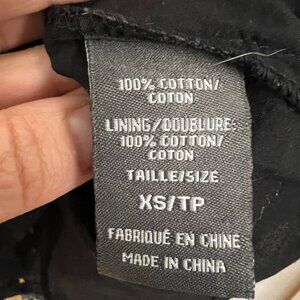 100% COTTON/
COTON
LINING/DOUBLURE:
100% COTTON/
COTON
TAILLE/SIZE
XS/TP
FABRIQUÉ EN CHINE
MADE IN CHINA